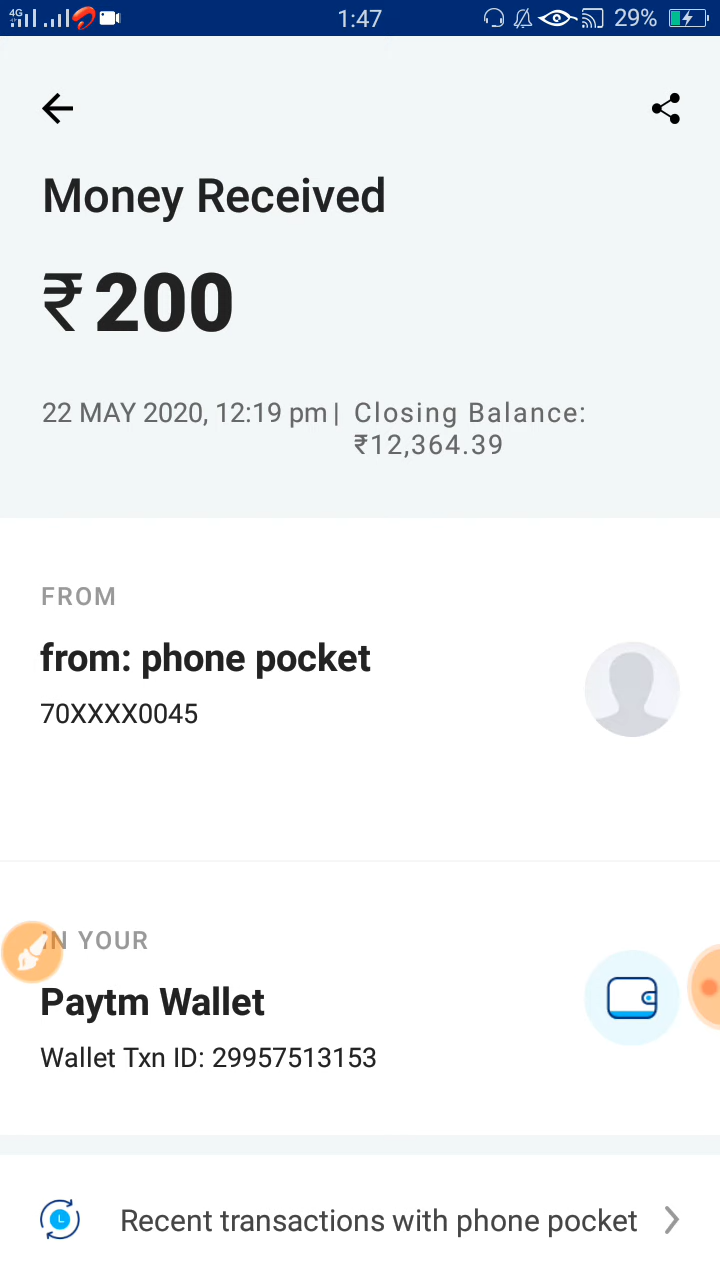 4G 1:47 29%
Money Received
₹200
22 MAY 2020, 12:19 pm | Closing Balance:
₹12,364.39
FROM
from: phone pocket
70XXXX0045
IN YOUR
Paytm Wallet
Wallet Txn ID: 29957513153
Recent transactions with phone pocket